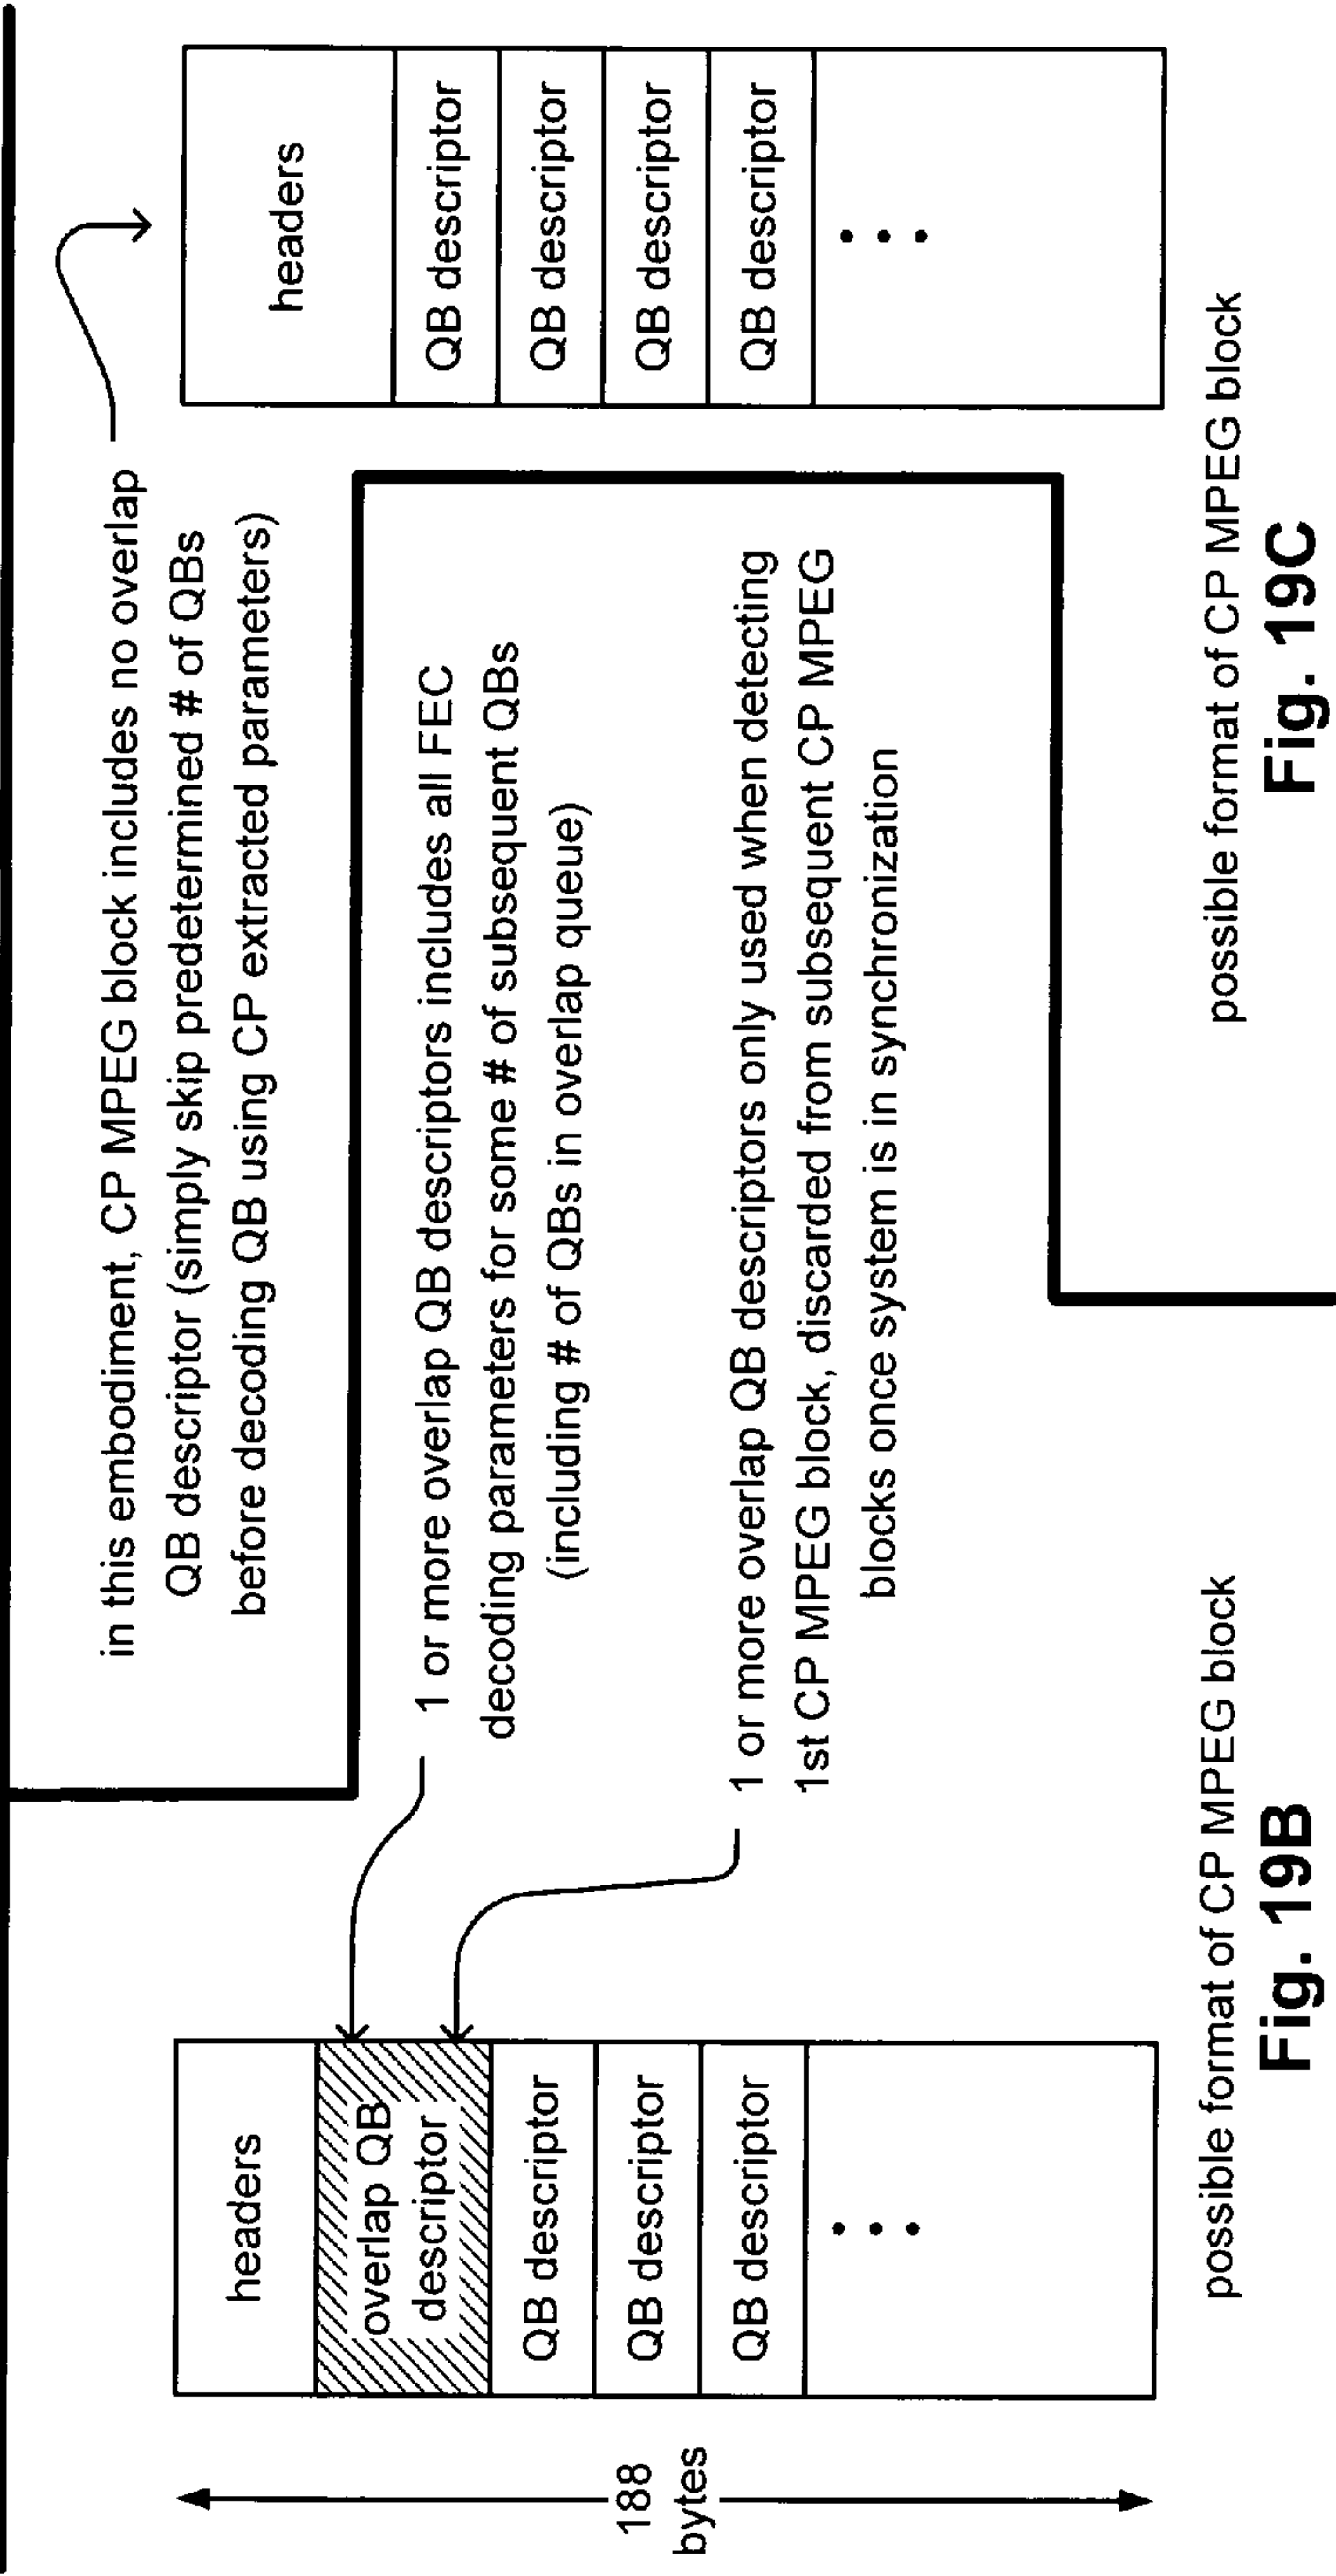 188
bytes
headers
overlap QB
descriptor
QB descriptor
QB descriptor
QB descriptor
1 or more overlap QB descriptors includes all FEC
decoding parameters for some # of subsequent QBs
(including # of QBs in overlap queue)
1 or more overlap QB descriptors only used when detecting
1st CP MPEG block, discarded from subsequent CP MPEG
blocks once system is in synchronization
possible format of CP MPEG block
Fig. 19B
in this embodiment, CP MPEG block includes no overlap
QB descriptor (simply skip predetermined # of QBs
before decoding QB using CP extracted parameters)
headers
QB descriptor
QB descriptor
QB descriptor
QB descriptor
possible format of CP MPEG block
Fig. 19C